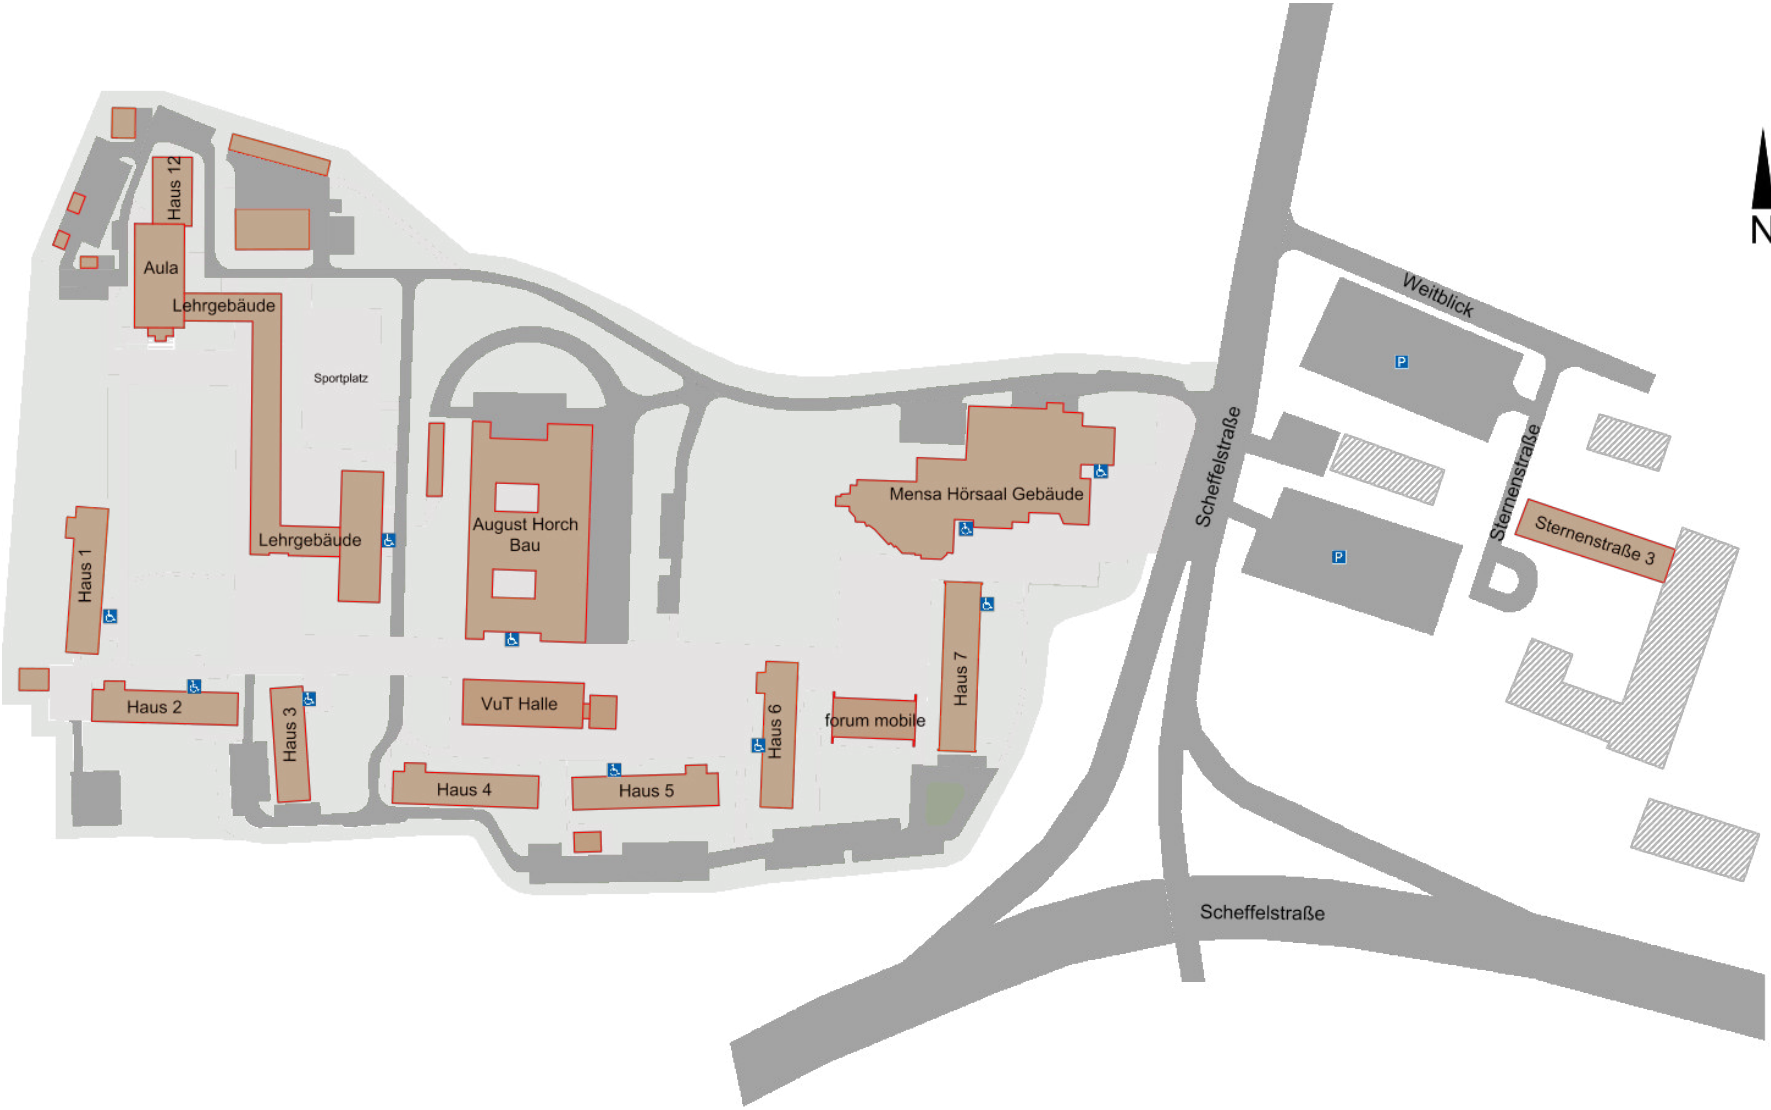 Haus 12
Aula
Lehrgebäude
Sportplatz
Weitblick
P
Scheffelstraße
Sternenstraße
Mensa Hörsaal Gebäude
August Horch
Bau
Lehrgebäude
Sternenstraße 3
P
Haus 1
Haus 7
Haus 2
Haus 3
VuT Halle
Haus 6
forum mobile
Haus 4
Haus 5
Scheffelstraße
N